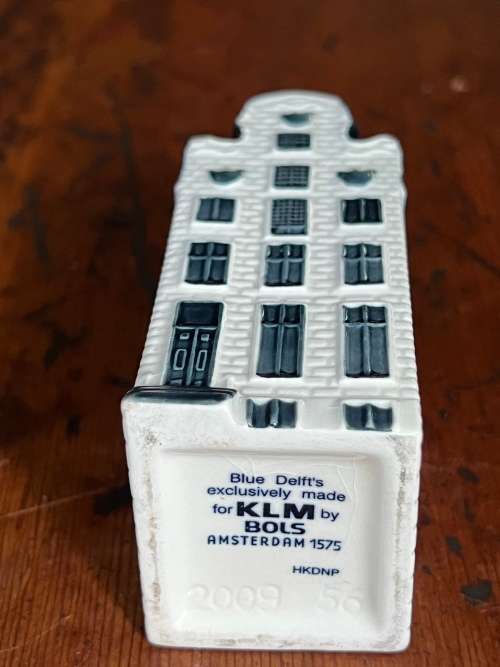 Blue Delft's
exclusively made
for KLM by
BOLS
AMSTERDAM 1575
HKDNP
2009 56